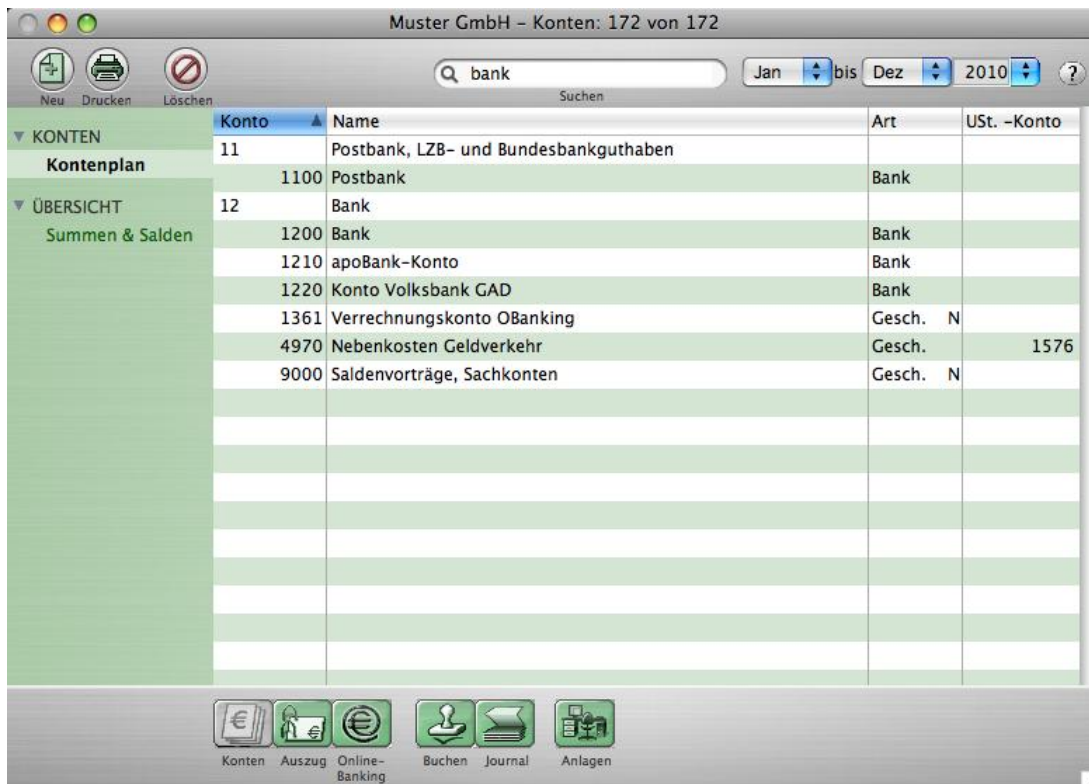 Muster GmbH – Konten: 172 von 172
bank
Jan bis Dez 2010 ?
Neu Drucken Löschen Suchen
KONTEN
Kontenplan
ÜBERSICHT
Summen & Salden
Konto Name Art USt. -Konto
11 Postbank, LZB- und Bundesbankguthaben
1100 Postbank Bank
12 Bank
1200 Bank Bank
1210 apoBank-Konto Bank
1220 Konto Volksbank GAD Bank
1361 Verrechnungskonto OBanking Gesch. N
4970 Nebenkosten Geldverkehr Gesch. 1576
9000 Saldenvorträge, Sachkonten Gesch. N
Konten Auszug Online-Banking Buchen Journal Anlagen